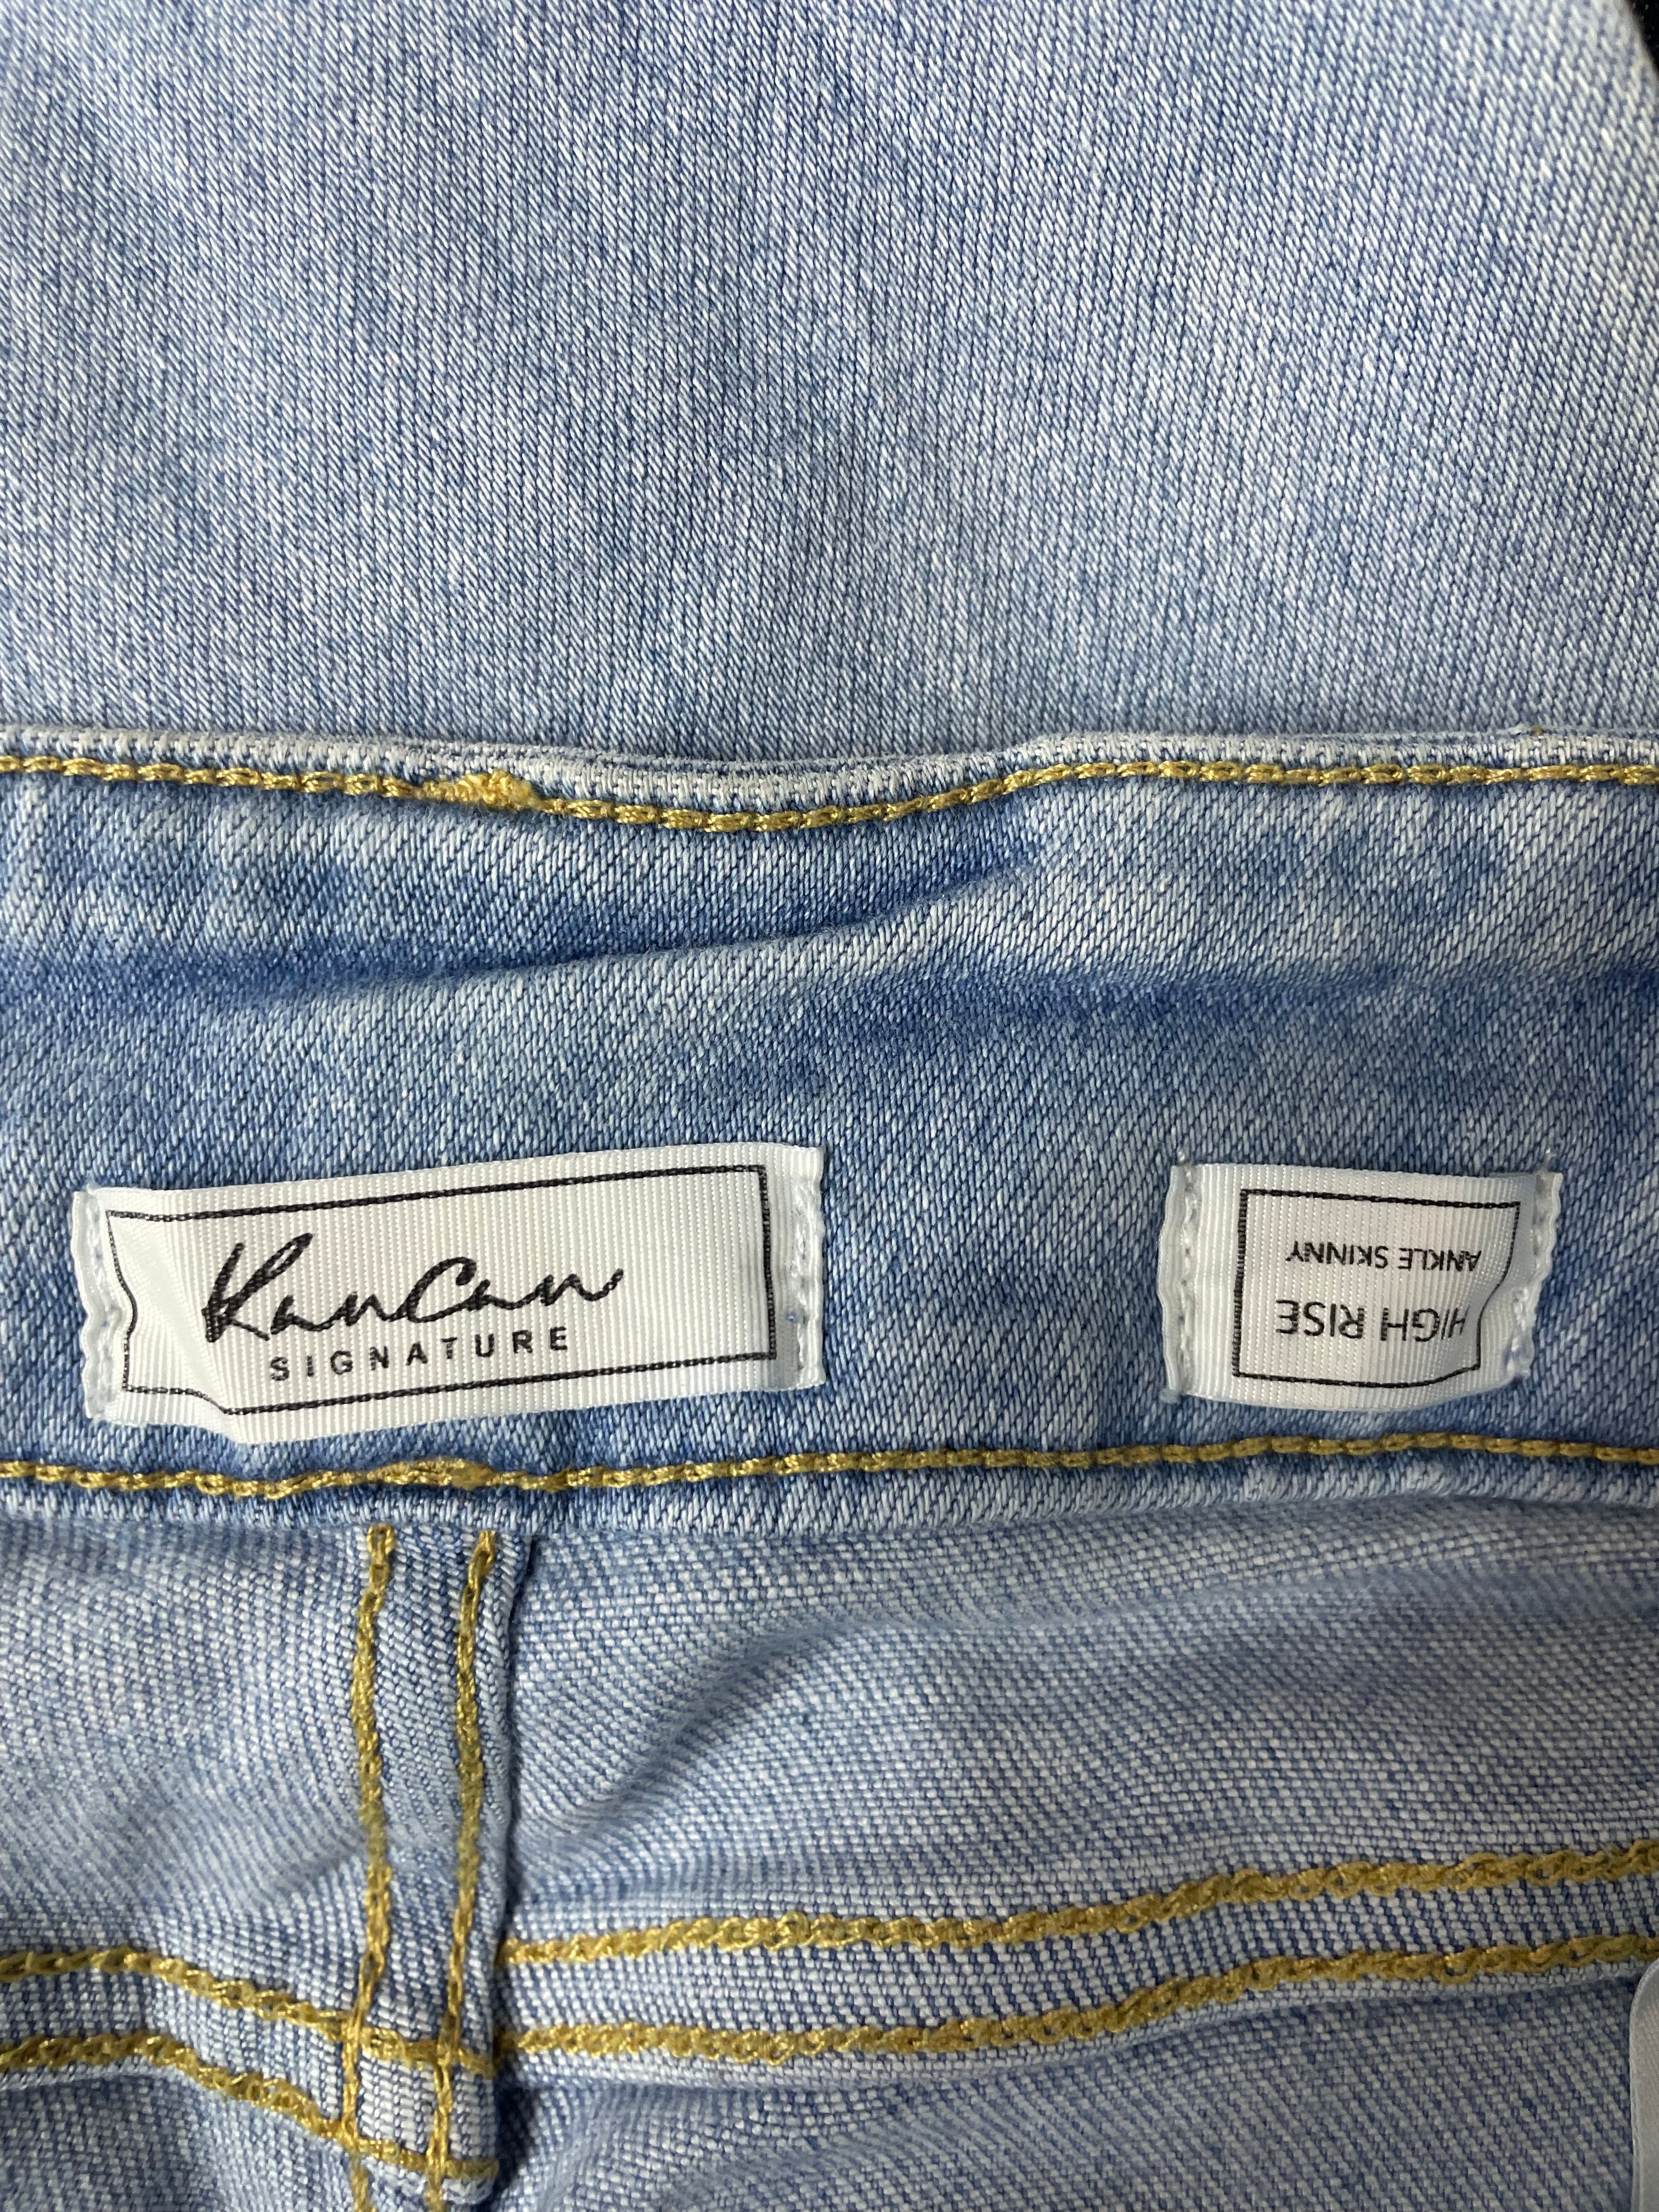 KanCan
SIGNATURE
HIGH RISE
ANKLE SKINNY